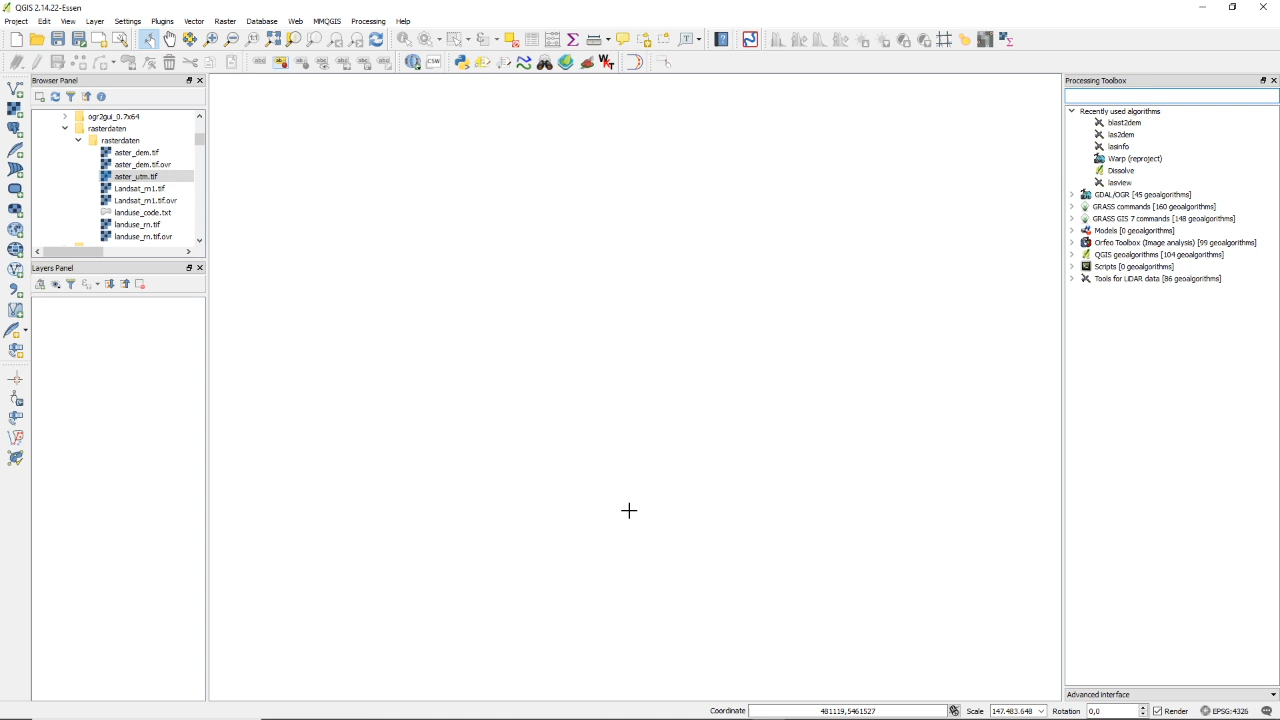 QGIS 2.14.22-Essen
Project Edit View Layer Settings Plugins Vector Raster Database Web MMQGIS Processing Help
CSW
Browser Panel
ogr2gui_0.7x64
rasterdaten
rasterdaten
aster_dem.tif
aster_dem.tif.ovr
aster_utm.tif
Landsat_rn1.tif
Landsat_rn1.tif.ovr
landuse_code.txt
landuse_rn.tif
landuse_rn.tif.ovr
Layers Panel
Processing Toolbox
Recently used algorithms
blast2dem
las2dem
lasinfo
Warp (reproject)
Dissolve
lasview
GDAL/OGR [45 geoalgorithms]
GRASS commands [160 geoalgorithms]
GRASS GIS 7 commands [148 geoalgorithms]
Models [0 geoalgorithms]
Orfeo Toolbox (Image analysis) [99 geoalgorithms]
QGIS geoalgorithms [104 geoalgorithms]
Scripts [0 geoalgorithms]
Tools for LiDAR data [86 geoalgorithms]
Advanced interface
Coordinate 481119,5461527 Scale 147.483.648 Rotation 0,0 Render EPSG:4326